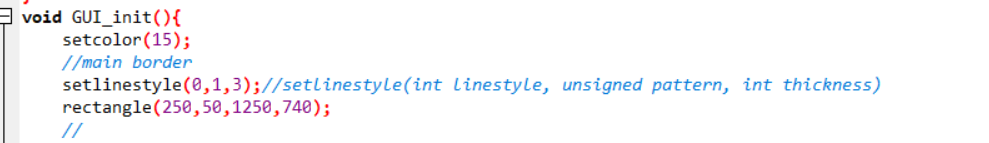 void GUI_init(){
setcolor(15);
//main border
setlinestyle(0,1,3);//setlinestyle(int linestyle, unsigned pattern, int thickness)
rectangle(250,50,1250,740);
//